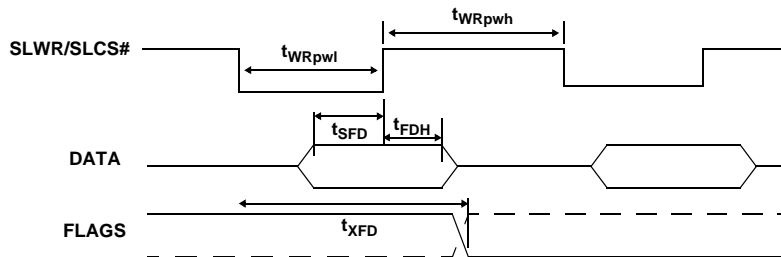 tWRpwh
SLWR/SLCS#
tWRpwl
tSFD
tFDH
DATA
FLAGS
tXFD